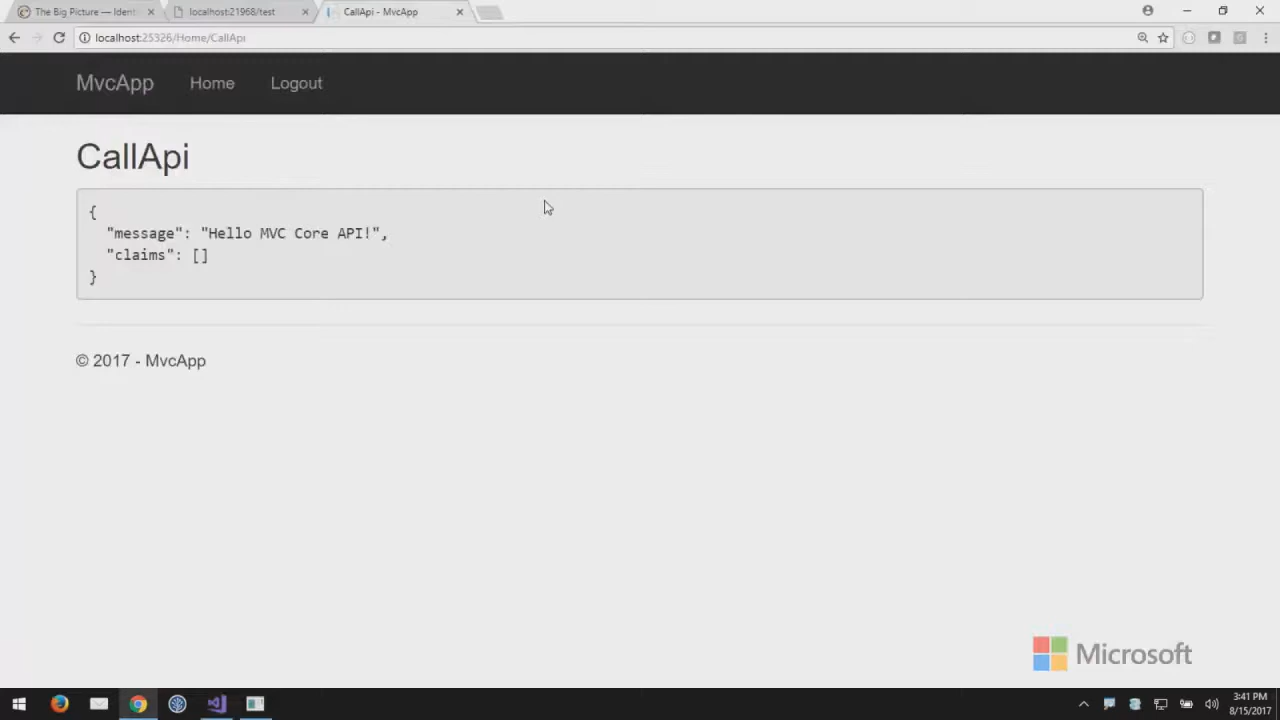 The Big Picture — Ident
localhost:21968/test
CallApi - MvcApp
localhost:25326/Home/CallApi
MvcApp
Home
Logout
CallApi
{
"message": "Hello MVC Core API!",
"claims": []
}
© 2017 - MvcApp
Microsoft
3:41 PM
8/15/2017